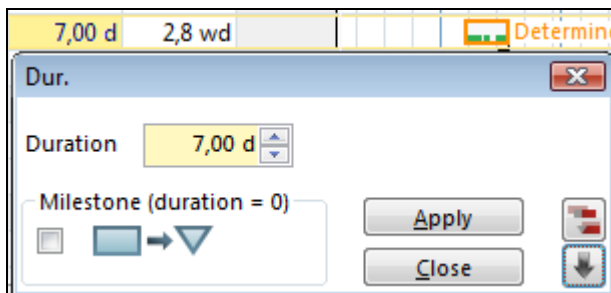 7,00 d 2,8 wd Determin
Dur.
Duration 7,00 d
Milestone (duration = 0)
Apply
Close